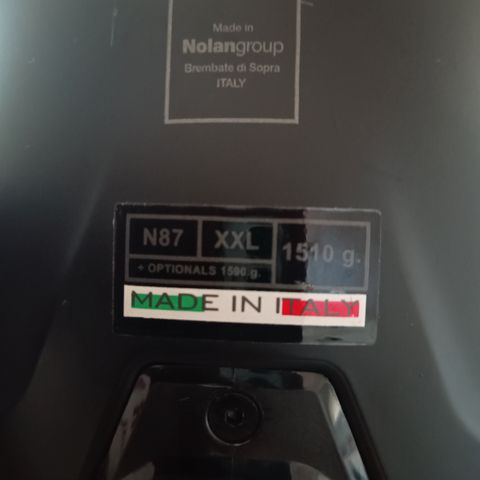 Made in
Nolangroup
Brembate di Sopra
ITALY
N87 XXL 1510 g.
+ OPTIONALS 1590 g.
MADE IN ITALY